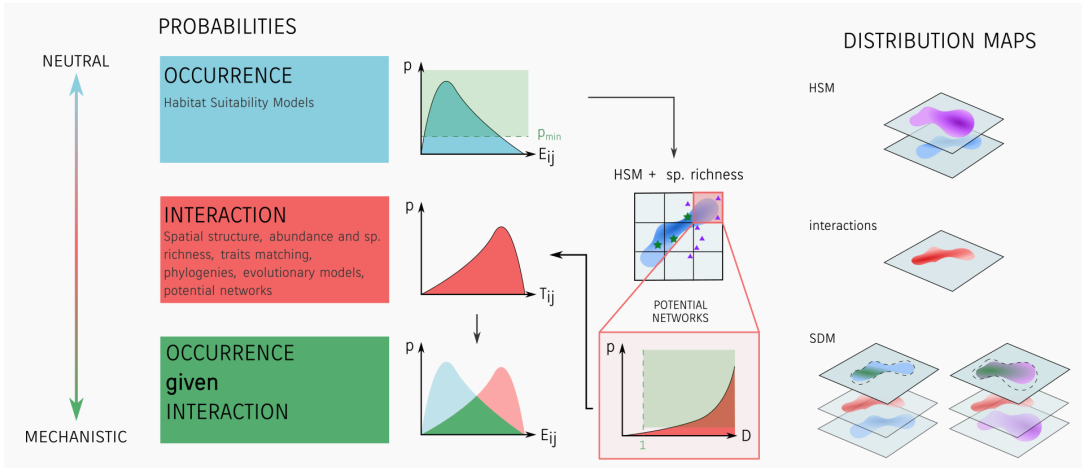 PROBABILITIES
DISTRIBUTION MAPS
NEUTRAL
MECHANISTIC
OCCURRENCE
Habitat Suitability Models
p
pmin
Eij
INTERACTION
Spatial structure, abundance and sp.
richness, traits matching,
phylogenies, evolutionary models,
potential networks
p
Tij
OCCURRENCE
given
INTERACTION
p
Eij
HSM + sp. richness
POTENTIAL
NETWORKS
p
1
D
HSM
interactions
SDM